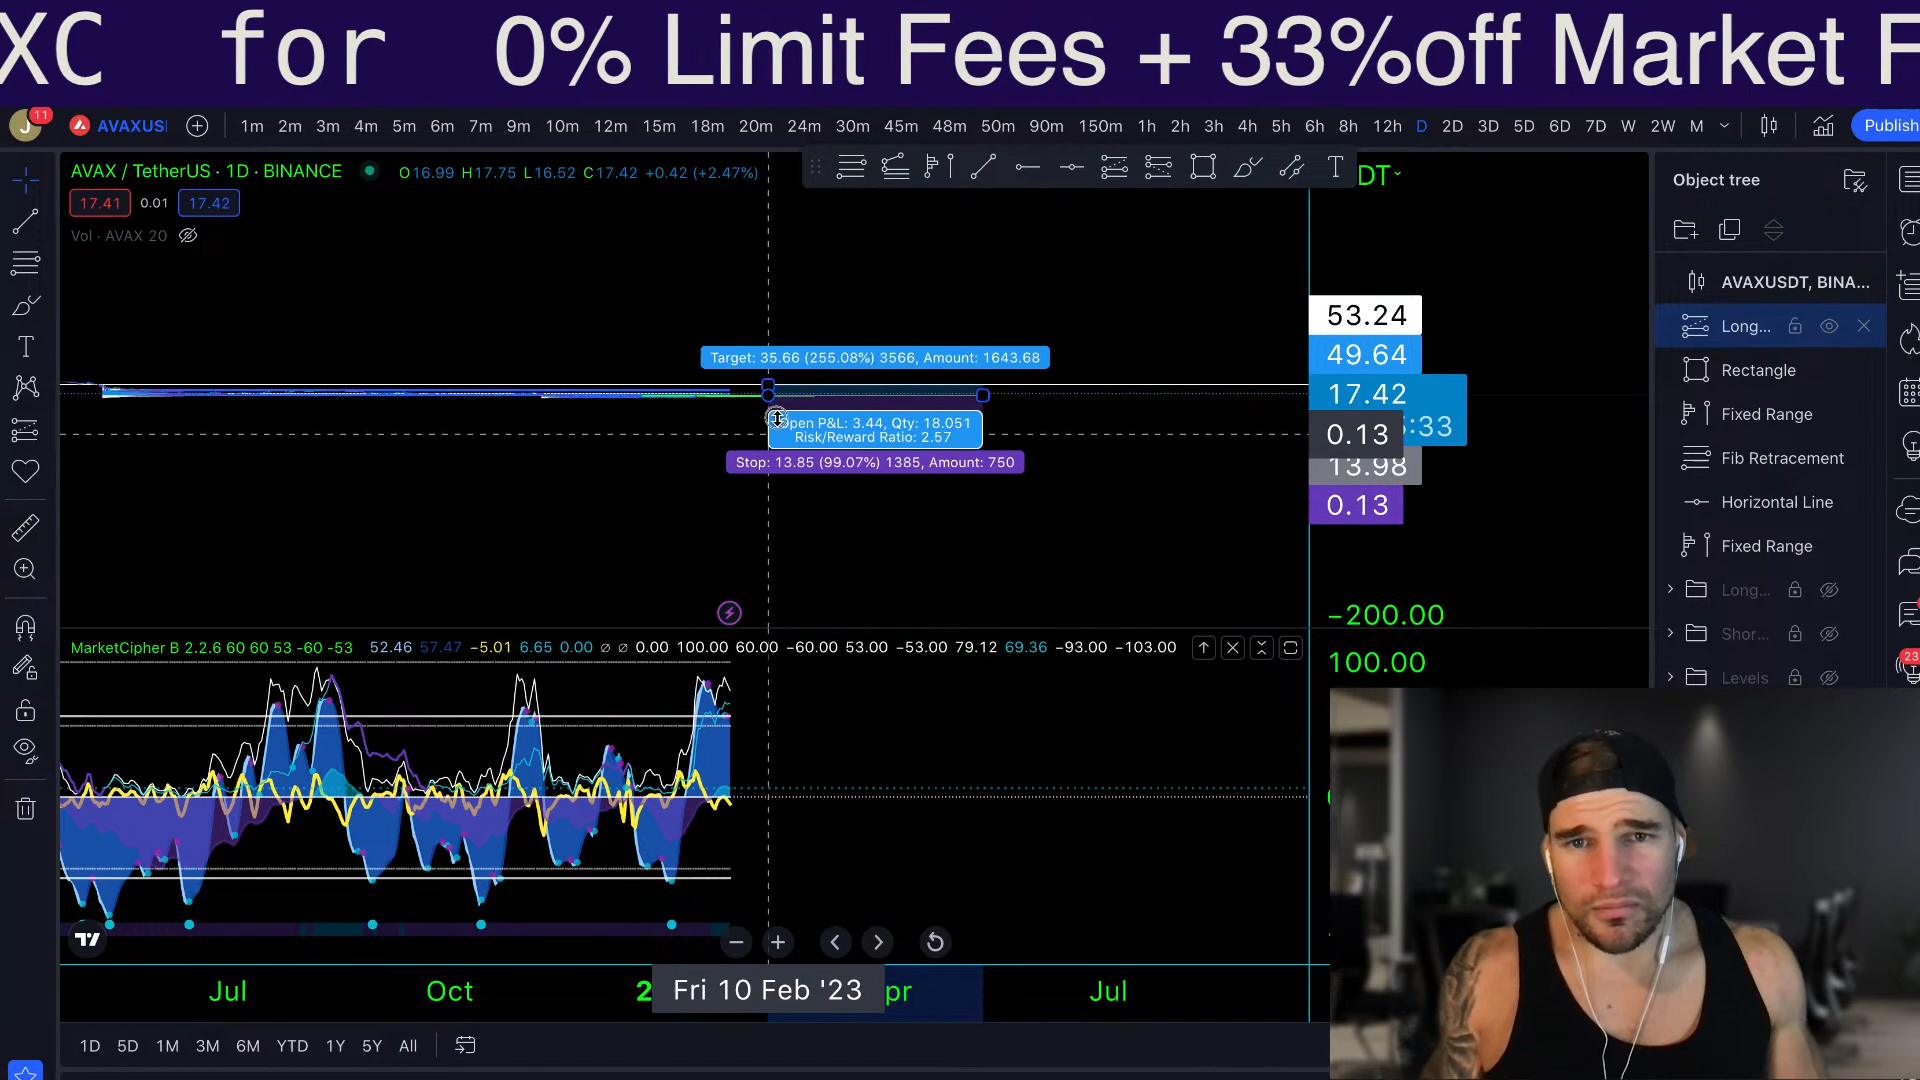 XC for 0% Limit Fees + 33%off Market F
J 11 AVAXUS 1m 2m 3m 4m 5m 6m 7m 9m 10m 12m 15m 18m 20m 24m 30m 45m 48m 50m 90m 150m 1h 2h 3h 4h 5h 6h 8h 12h D 2D 3D 5D 6D 7D W 2W M Publish
AVAX / TetherUS · 1D · BINANCE O16.99 H17.75 L16.52 C17.42 +0.42 (+2.47%)
DT
17.41 0.01 17.42
Vol · AVAX 20
Object tree
AVAXUSDT, BINA...
Long...
Rectangle
Fixed Range
Fib Retracement
Horizontal Line
Fixed Range
Long...
Shor...
Levels
23
53.24
49.64
17.42
:33
0.13
13.98
0.13
−200.00
100.00
Target: 35.66 (255.08%) 3566, Amount: 1643.68
Open P&L: 3.44, Qty: 18.051
Risk/Reward Ratio: 2.57
Stop: 13.85 (99.07%) 1385, Amount: 750
MarketCipher B 2.2.6 60 60 53 -60 -53 52.46 57.47 −5.01 6.65 0.00 ∅ ∅ 0.00 100.00 60.00 −60.00 53.00 −53.00 79.12 69.36 −93.00 −103.00
Jul Oct 2 Fri 10 Feb '23 pr Jul
1D 5D 1M 3M 6M YTD 1Y 5Y All